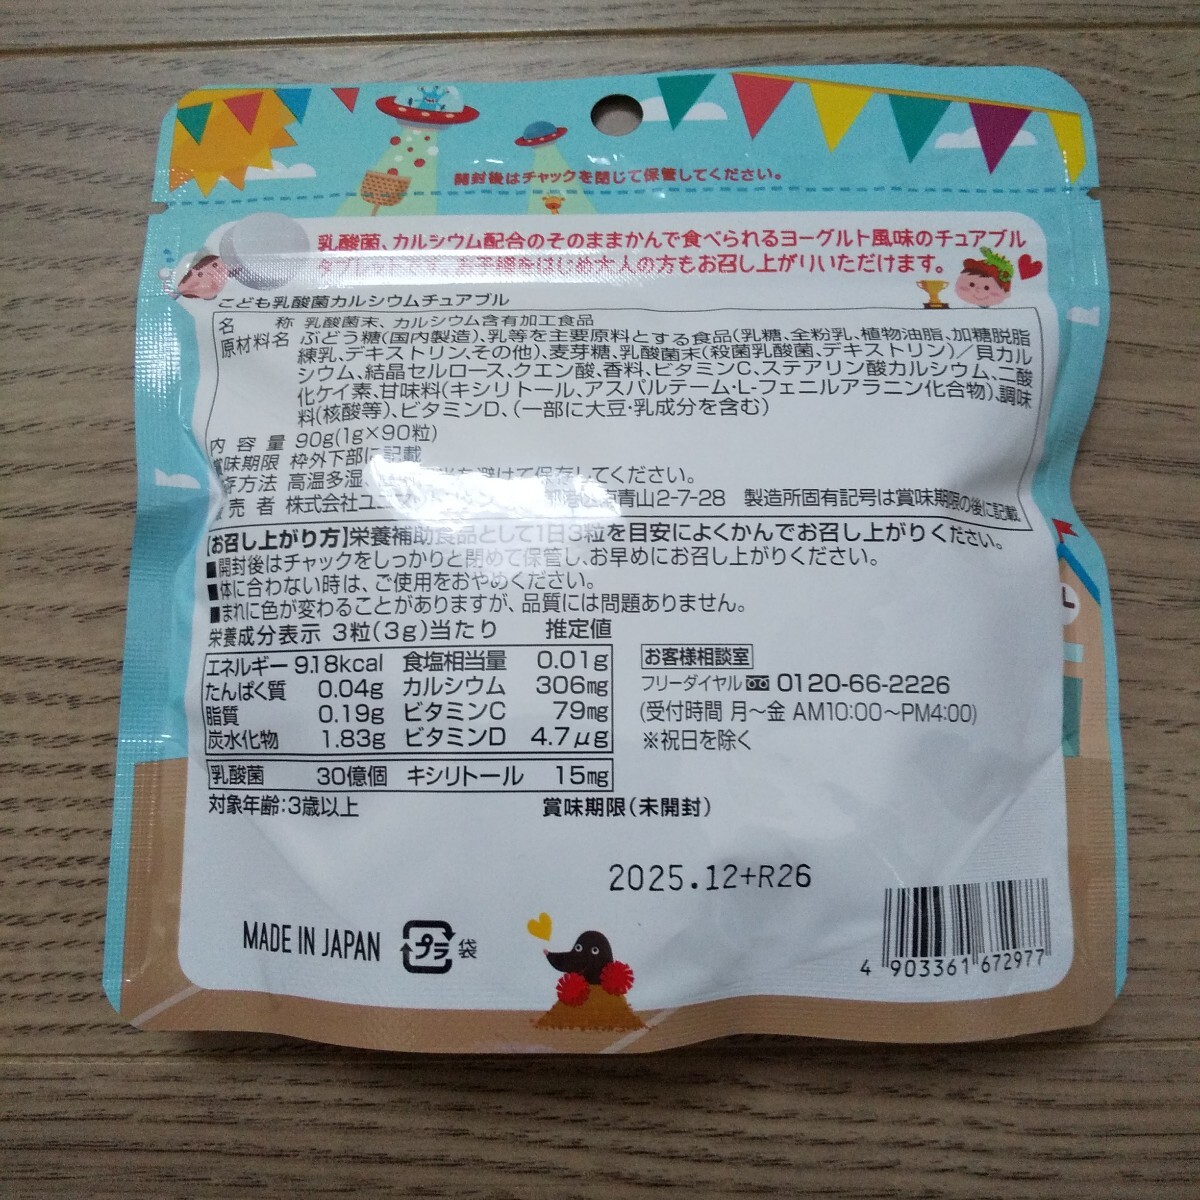 開封後はチャックを閉じて保管してください。
乳酸菌、カルシウム配合のそのままかんで食べられるヨーグルト風味のチュアブル
タブレットです。お子様をはじめ大人の方もお召し上がりいただけます。
こども乳酸菌カルシウムチュアブル
名称 乳酸菌末、カルシウム含有加工食品
原材料名 ぶどう糖(国内製造)、乳等を主要原料とする食品(乳糖、全粉乳、植物油脂、加糖脱脂
練乳、デキストリン、その他)、麦芽糖、乳酸菌末(殺菌乳酸菌、デキストリン)／貝カル
シウム、結晶セルロース、クエン酸、香料、ビタミンC、ステアリン酸カルシウム、二酸
化ケイ素、甘味料(キシリトール、アスパルテーム・L-フェニルアラニン化合物)、調味
料(核酸等)、ビタミンD、(一部に大豆・乳成分を含む)
内容量 90g(1g×90粒)
賞味期限 枠外下部に記載
保存方法 高温多湿、を避けて保存してください。
販売者 株式会社ユ 南青山2-7-28 製造所固有記号は賞味期限の後に記載
【お召し上がり方】栄養補助食品として1日3粒を目安によくかんでお召し上がりください。
■開封後はチャックをしっかりと閉めて保管し、お早めにお召し上がりください。
■体に合わない時は、ご使用をおやめください。
■まれに色が変わることがありますが、品質には問題ありません。
栄養成分表示 3粒(3g)当たり 推定値
エネルギー 9.18kcal 食塩相当量 0.01g
たんぱく質 0.04g カルシウム 306mg
脂質 0.19g ビタミンC 79mg
炭水化物 1.83g ビタミンD 4.7μg
乳酸菌 30億個 キシリトール 15mg
お客様相談室
フリーダイヤル 0120-66-2226
(受付時間 月〜金 AM10:00〜PM4:00)
※祝日を除く
対象年齢:3歳以上 賞味期限(未開封)
2025.12+R26
MADE IN JAPAN プラ 袋
4 903361 672977